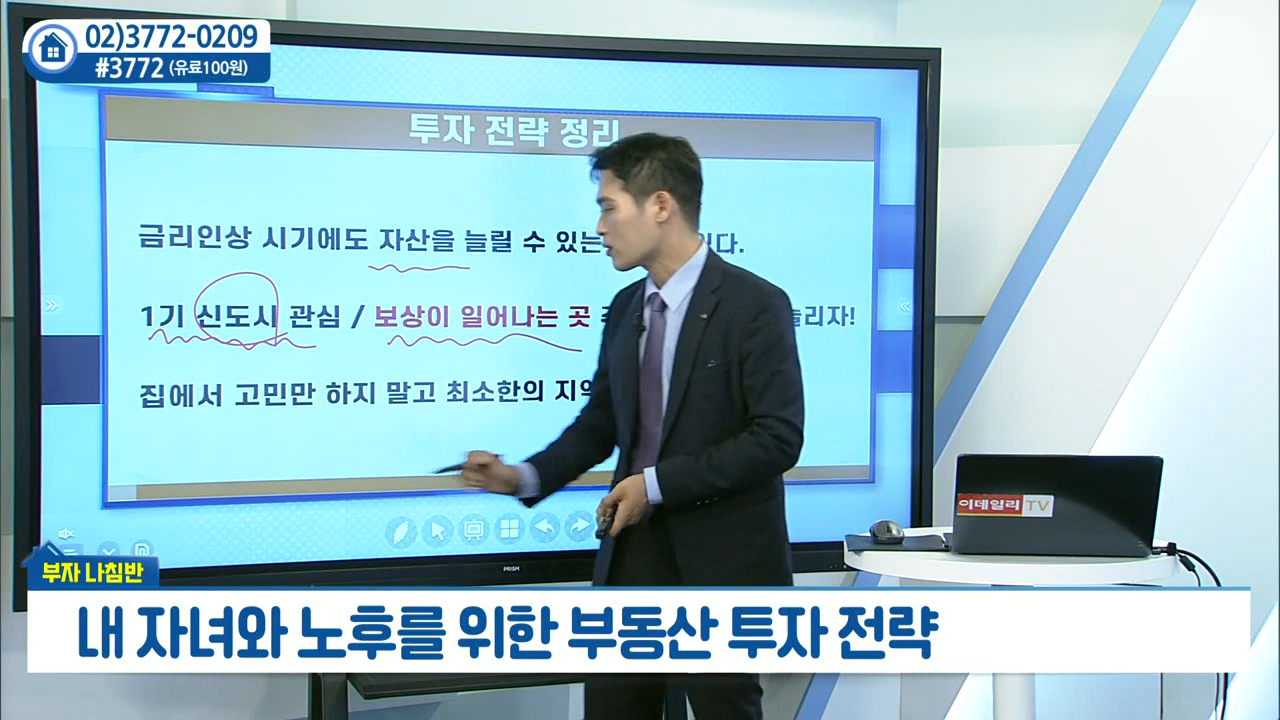 02)3772-0209
#3772 (유료100원)
투자 전략 정리
금리인상 시기에도 자산을 늘릴 수 있는 있다.
1기 신도시 관심 / 보상이 일어나는 곳 늘리자!
집에서 고민만 하지 말고 최소한의
PRISM
이데일리 TV
부자 나침반
내 자녀와 노후를 위한 부동산 투자 전략